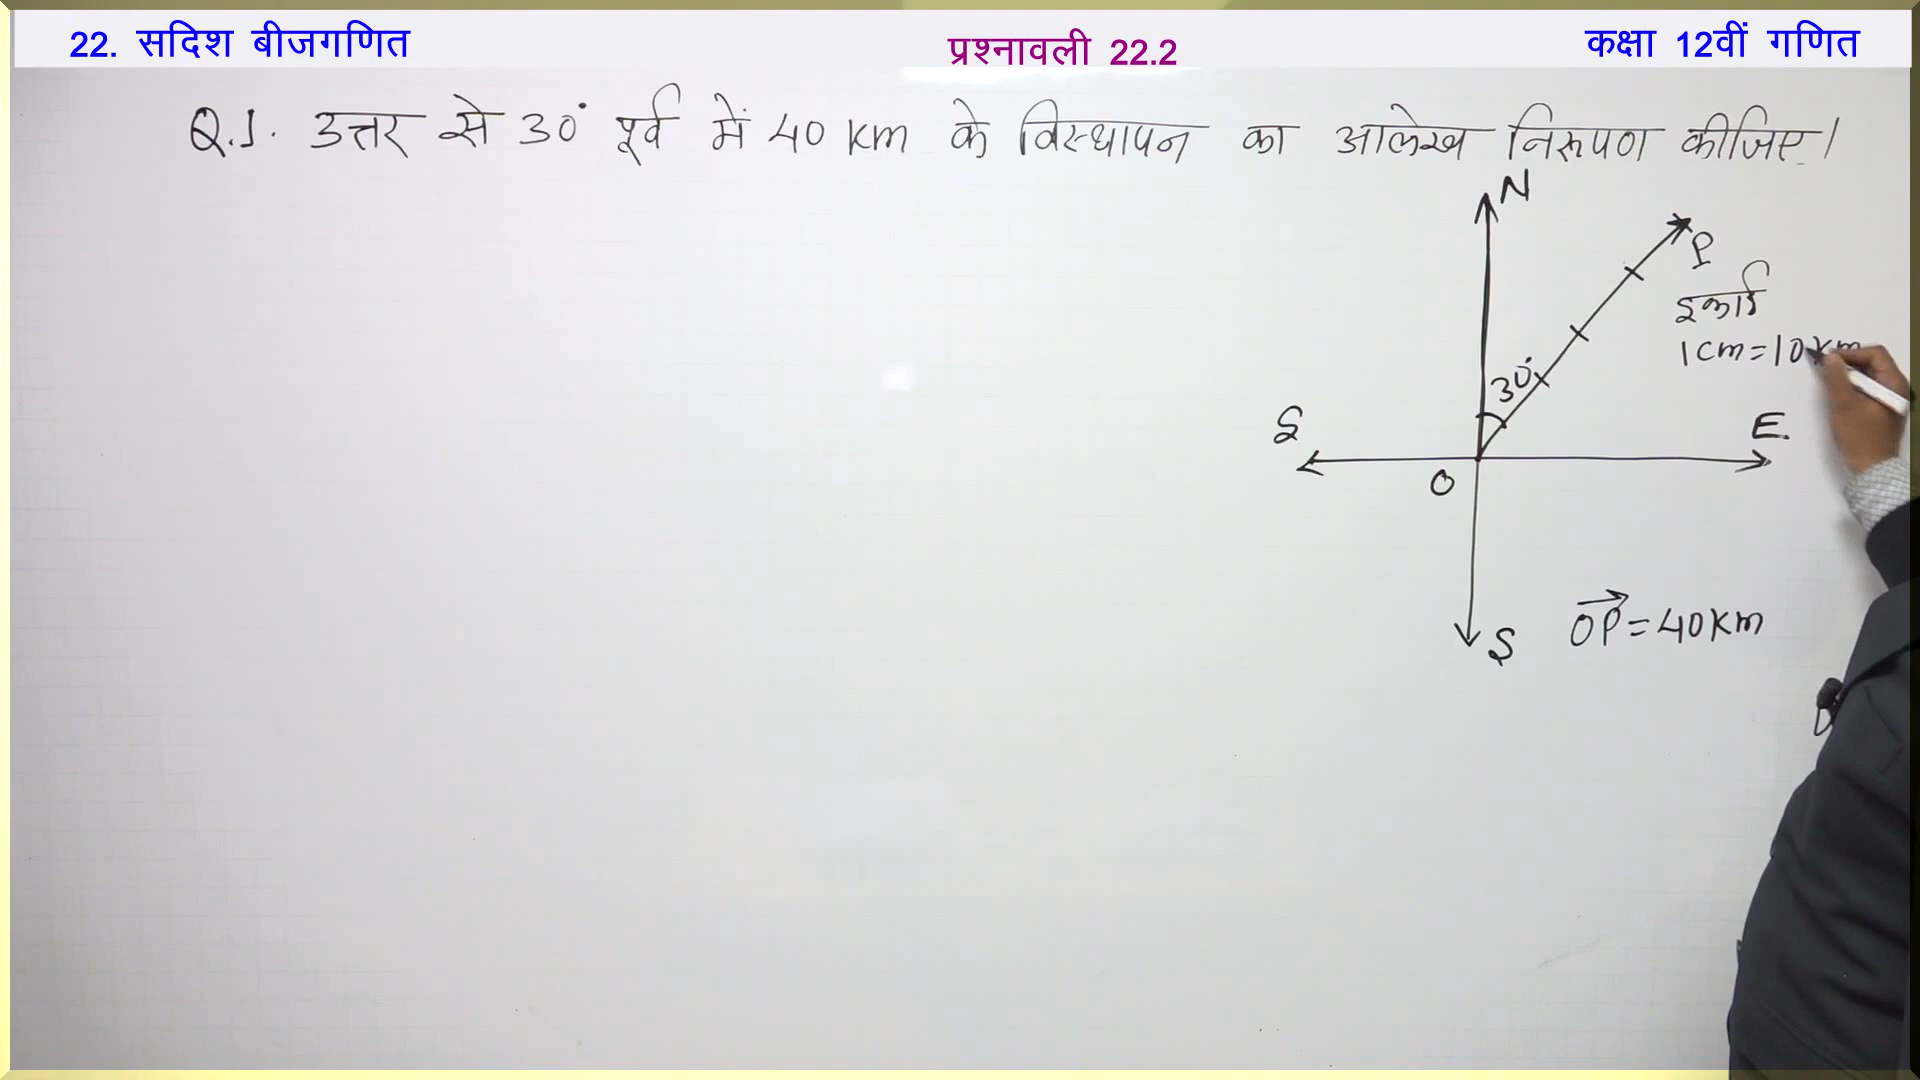 22. सदिश बीजगणित
प्रश्नावली 22.2
कक्षा 12वीं गणित
Q.1. उत्तर से 30° पूर्व में 40 km के विस्थापन का आलेख निरूपण कीजिए।
N
P
इकाई
1cm=10km
30°
S
E.
O
S
OP=40km